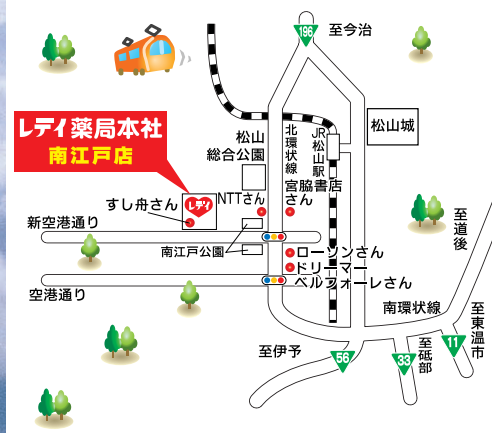 196
至今治
レデイ薬局本社
南江戸店
松山
総合公園
北環状線
JR
松山駅
松山城
NTTさん
宮脇書店
さん
すし舟さん
レデイ
新空港通り
南江戸公園
ローソンさん
ドリーマー
ベルフォーレさん
空港通り
至道後
南環状線
至東温市
至伊予
56
33
至砥部
11